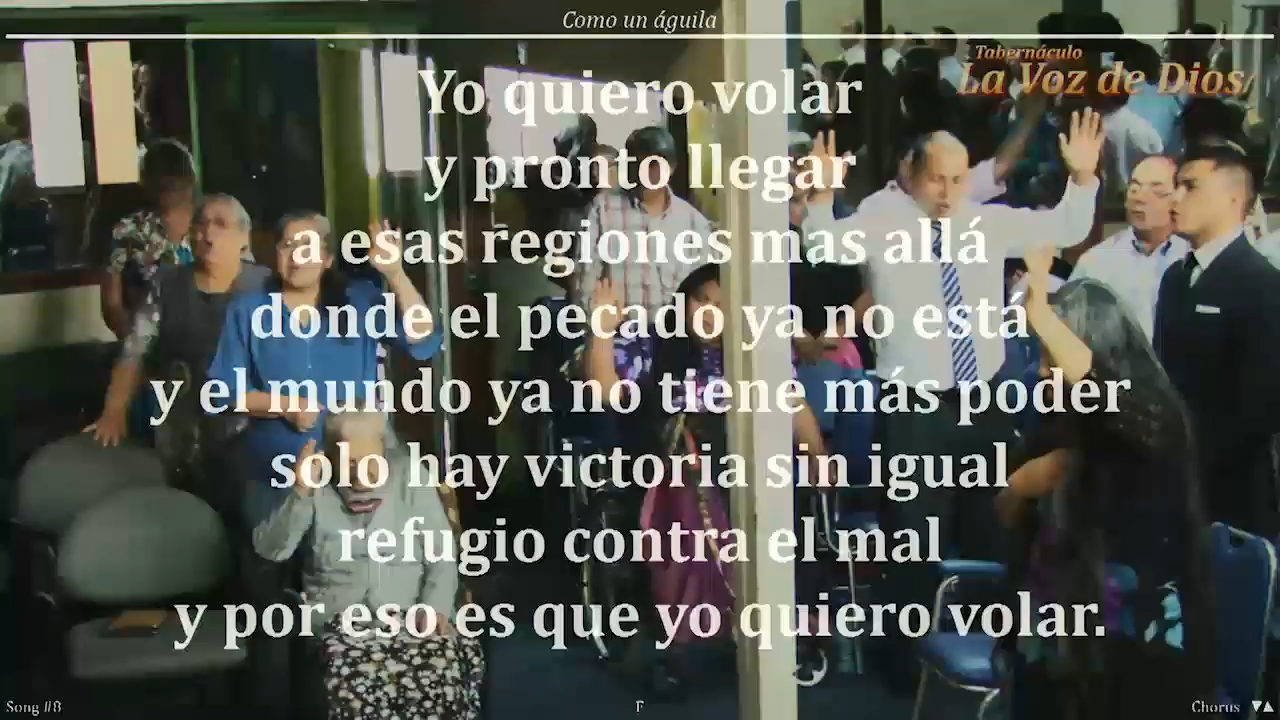 Como un águila
Tabernáculo
La Voz de Dios
Yo quiero volar
y pronto llegar
a esas regiones mas allá
donde el pecado ya no está
y el mundo ya no tiene más poder
solo hay victoria sin igual
refugio contra el mal
y por eso es que yo quiero volar.
Song #8
F
Chorus ▼▲